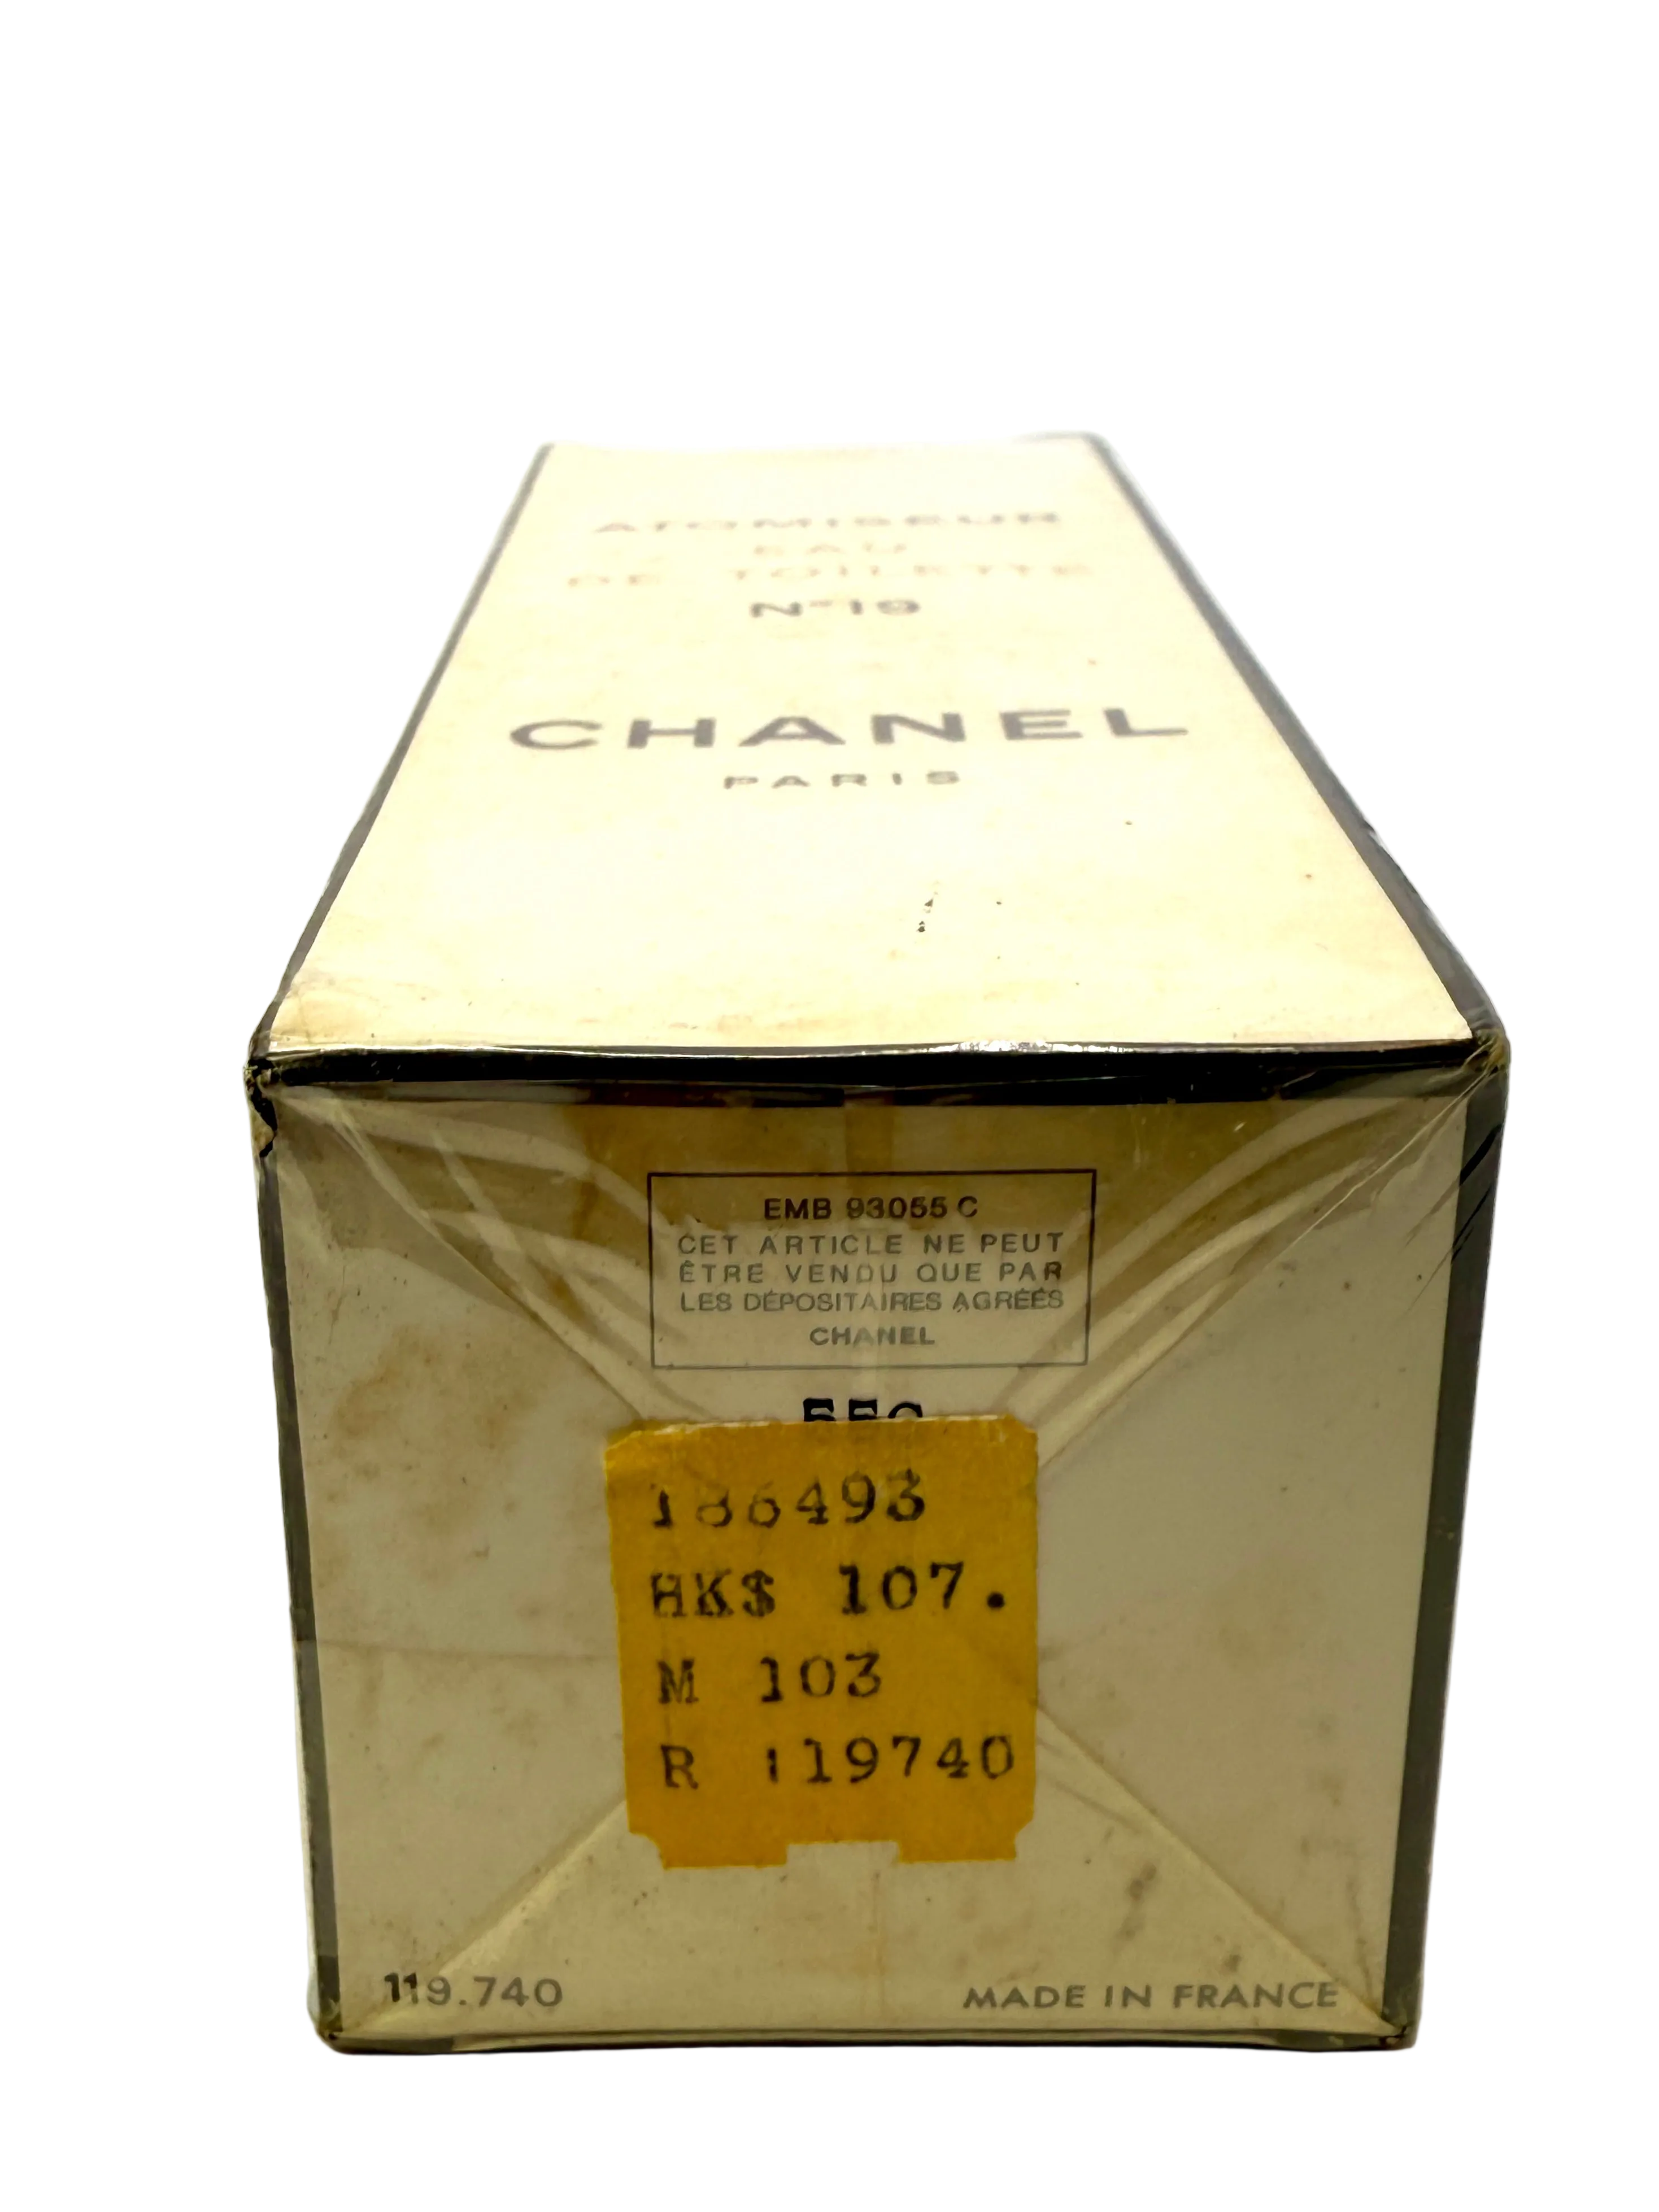 ATOMISEUR
EAU
DE TOILETTE
N°19
CHANEL
PARIS
EMB 93055 C
CET ARTICLE NE PEUT
ÊTRE VENDU QUE PAR
LES DÉPOSITAIRES AGRÉÉS
CHANEL
186493
HK$ 107.
M 103
R 119740
119.740
MADE IN FRANCE